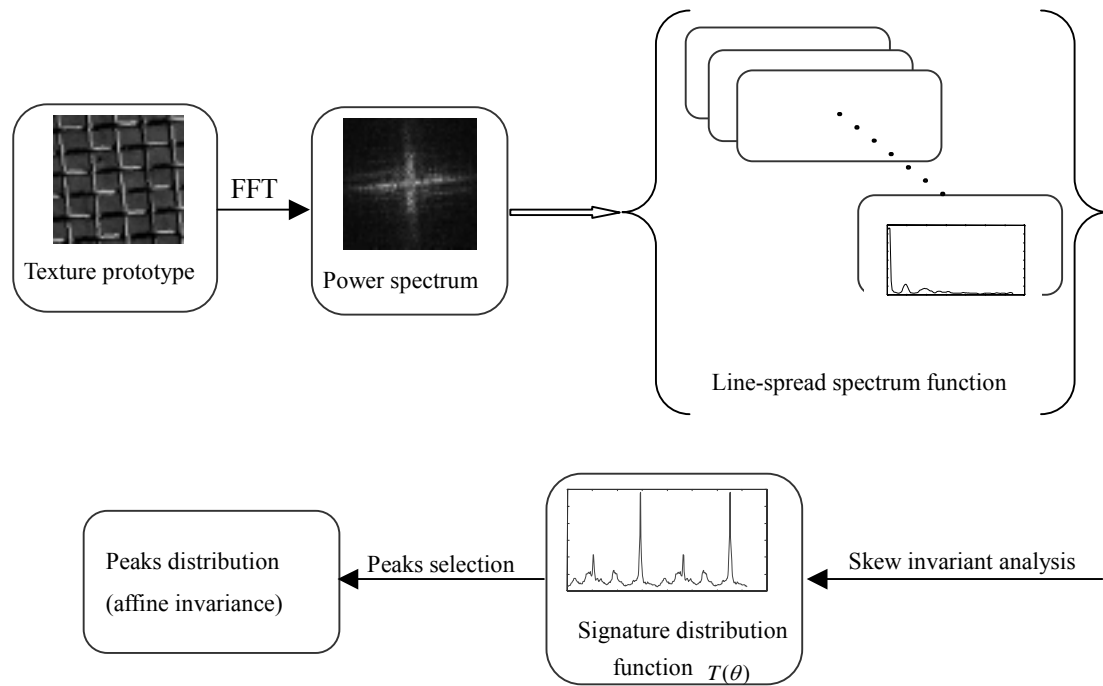 Texture prototype
FFT
Power spectrum
Line-spread spectrum function
Skew invariant analysis
Signature distribution
function T(θ)
Peaks selection
Peaks distribution
(affine invariance)